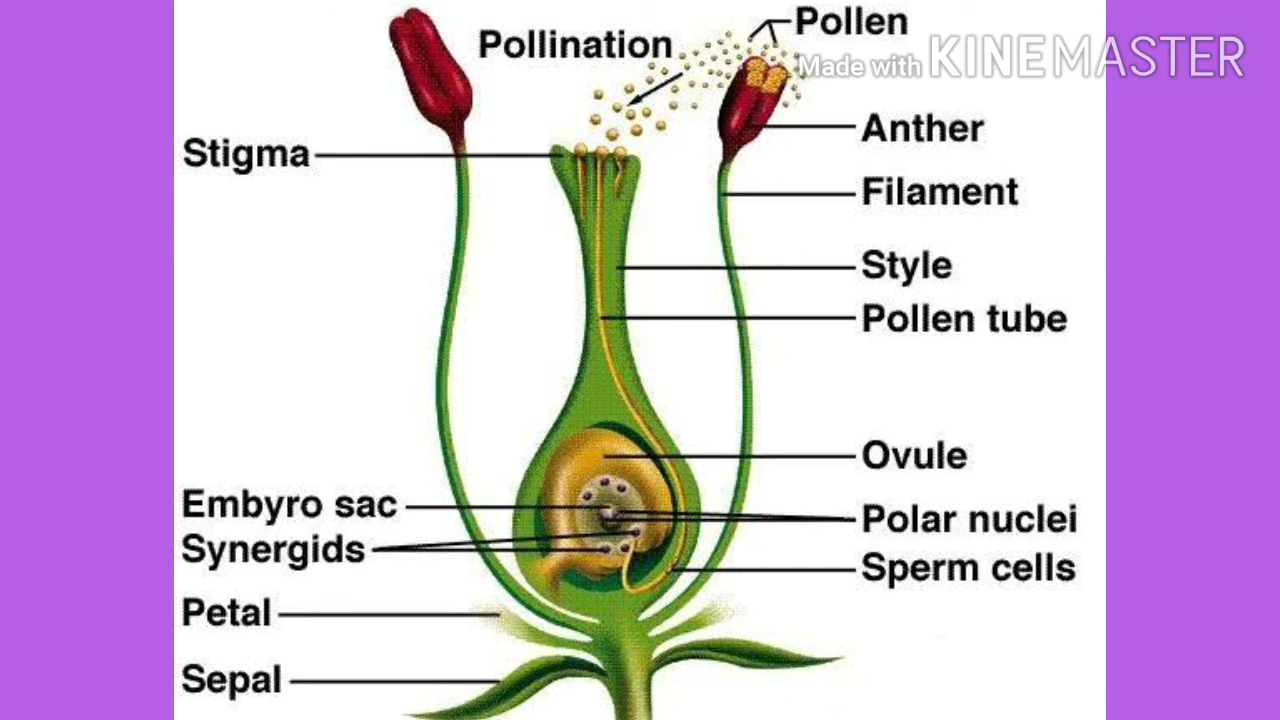 Pollination
Pollen
Made with KINEMASTER
Anther
Stigma
Filament
Style
Pollen tube
Ovule
Embyro sac
Polar nuclei
Synergids
Sperm cells
Petal
Sepal